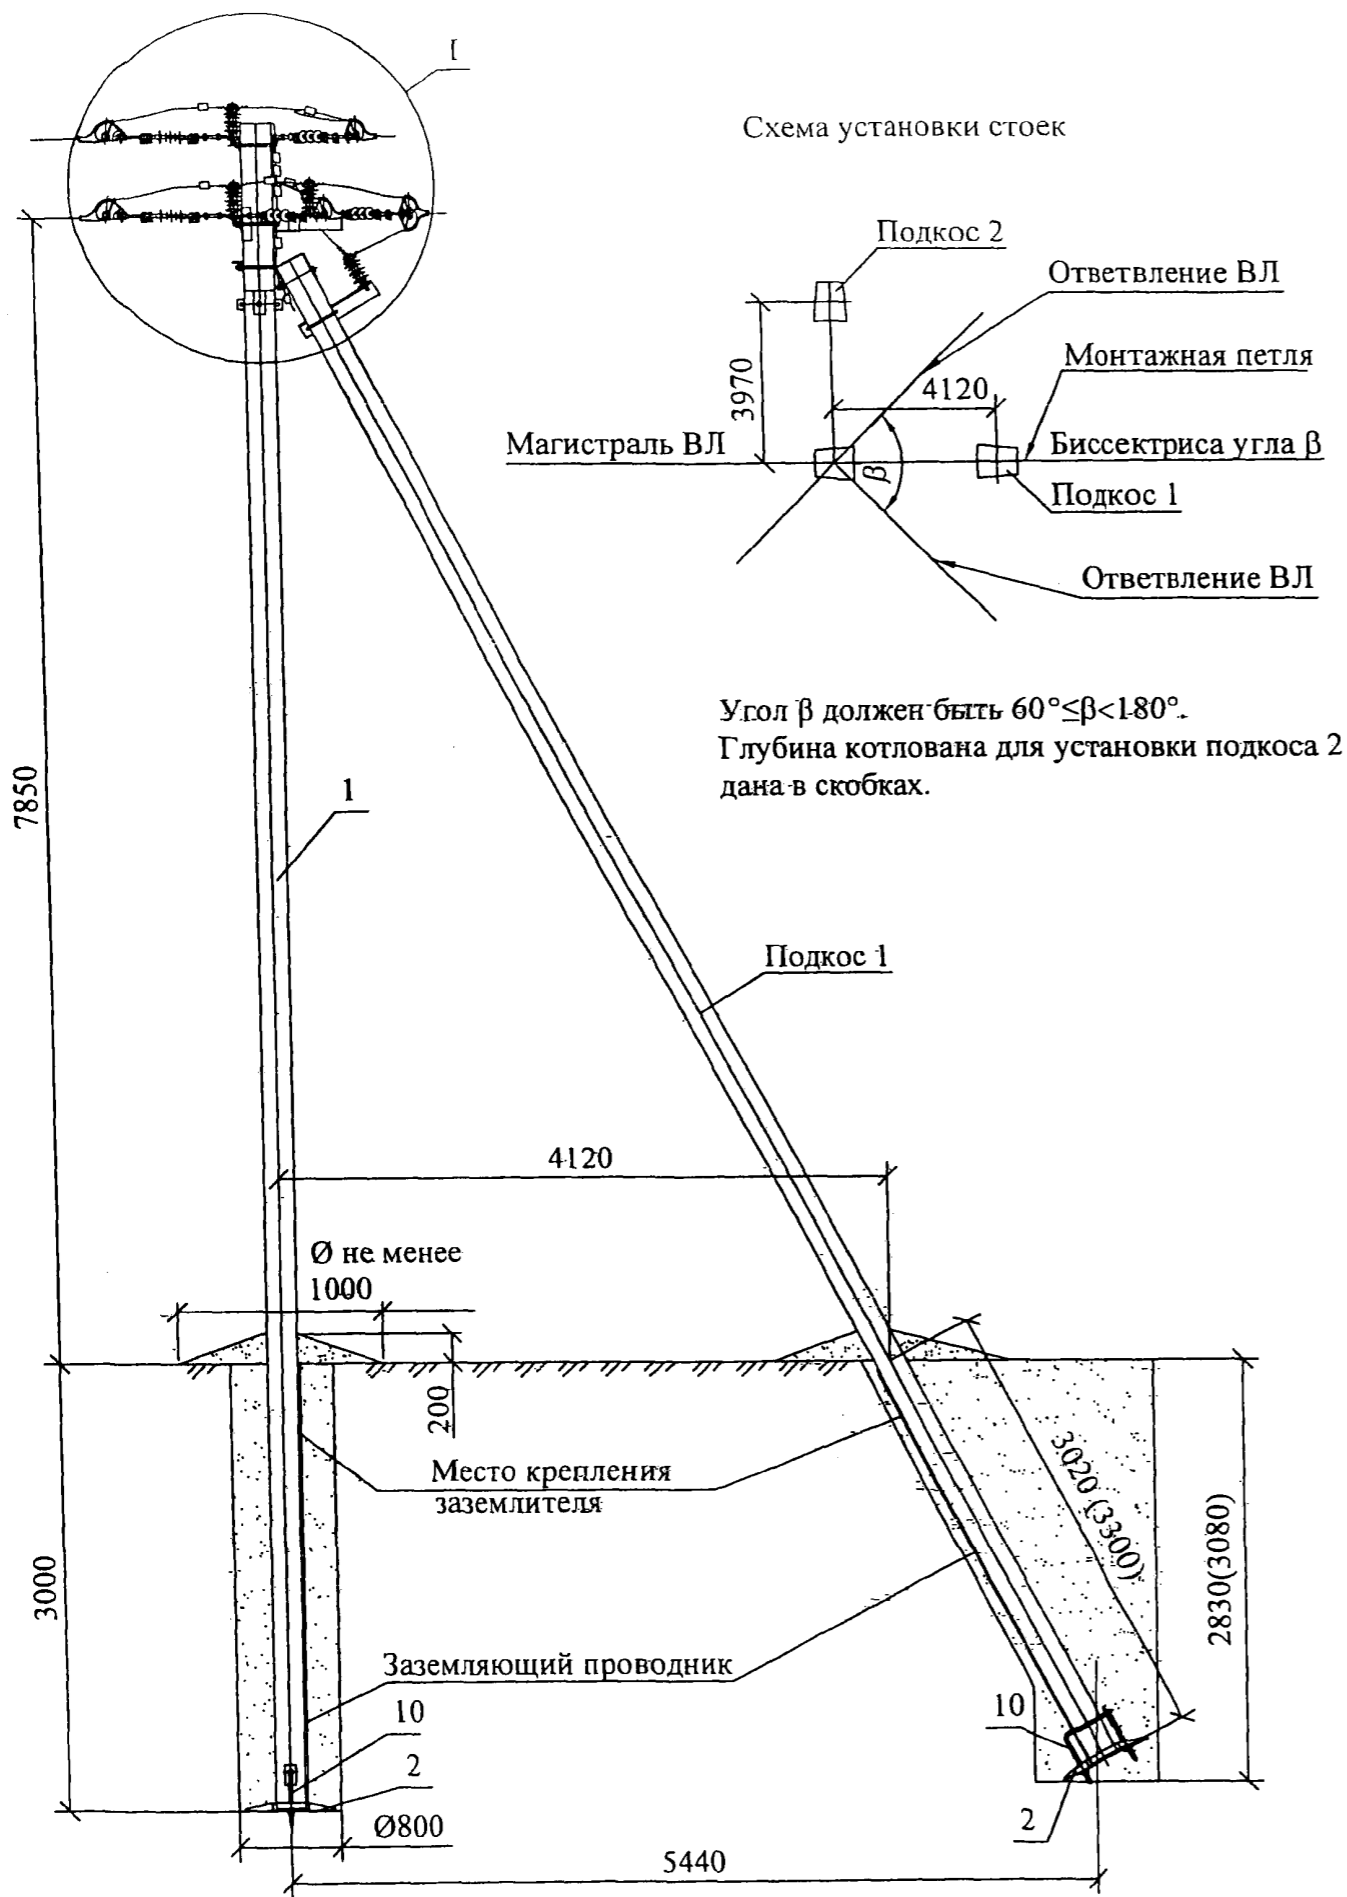 I
Схема установки стоек
Подкос 2
Ответвление ВЛ
Монтажная петля
3970
4120
Магистраль ВЛ
Биссектриса угла β
β
Подкос 1
Ответвление ВЛ
Угол β должен быть 60°≤β<180°.
Глубина котлована для установки подкоса 2
дана в скобках.
7850
1
Подкос 1
4120
Ø не менее
1000
200
Место крепления
заземлителя
3020 (3300)
2830(3080)
3000
Заземляющий проводник
10
10
2
2
Ø800
5440